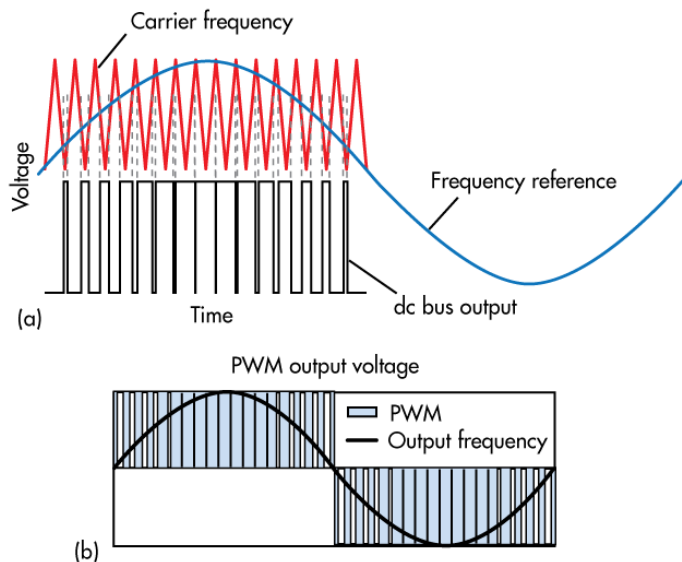 Carrier frequency
Voltage
Frequency reference
dc bus output
Time
(a)
PWM output voltage
PWM
Output frequency
(b)